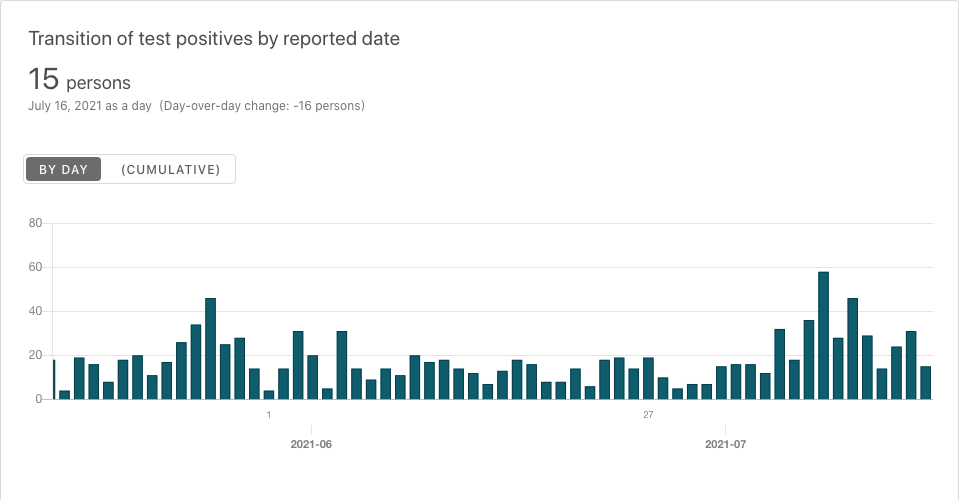 Transition of test positives by reported date
15 persons
July 16, 2021 as a day (Day-over-day change: -16 persons)
BY DAY (CUMULATIVE)
80
60
40
20
0
1 27
2021-06 2021-07